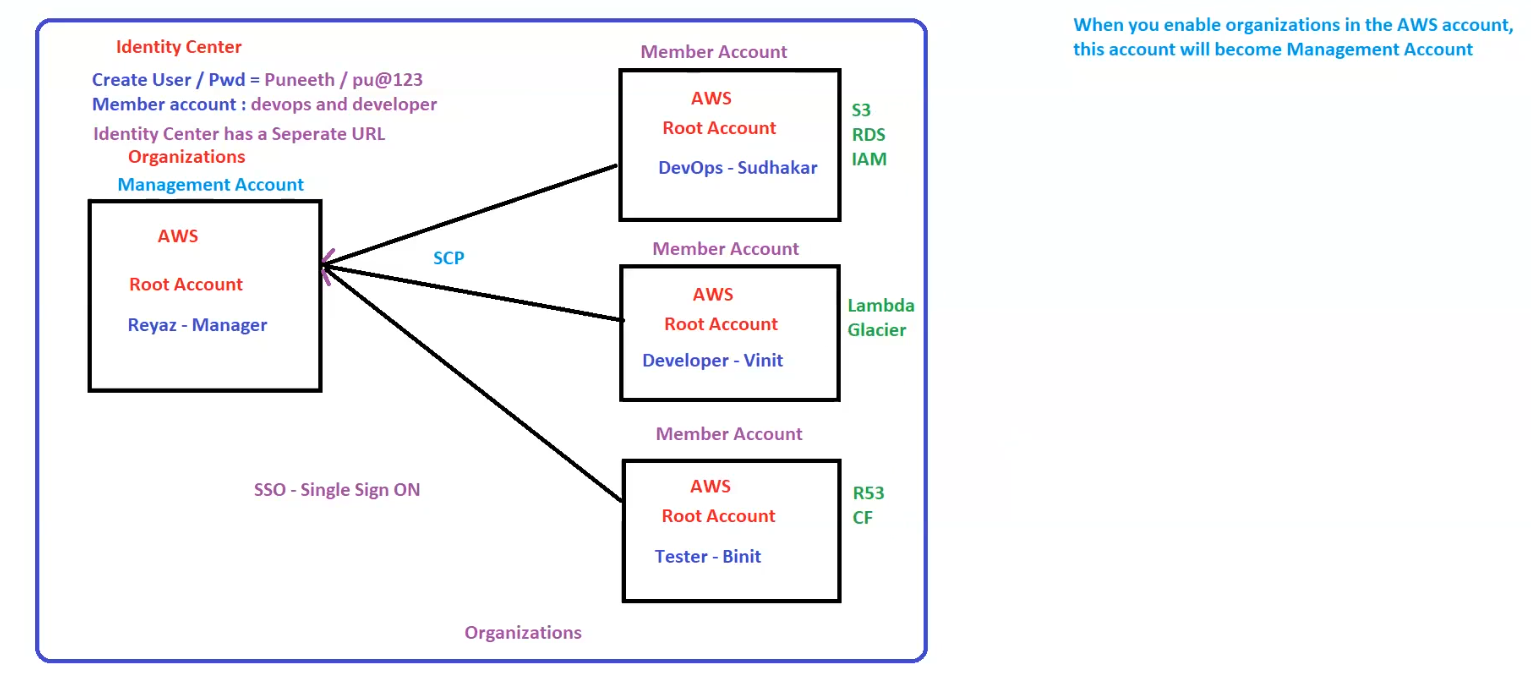 Identity Center
Create User / Pwd = Puneeth / pu@123
Member account : devops and developer
Identity Center has a Seperate URL
Organizations
Management Account
AWS
Root Account
Reyaz - Manager
SCP
SSO - Single Sign ON
Member Account
AWS
Root Account
DevOps - Sudhakar
S3
RDS
IAM
Member Account
AWS
Root Account
Developer - Vinit
Lambda
Glacier
Member Account
AWS
Root Account
Tester - Binit
R53
CF
Organizations
When you enable organizations in the AWS account,
this account will become Management Account